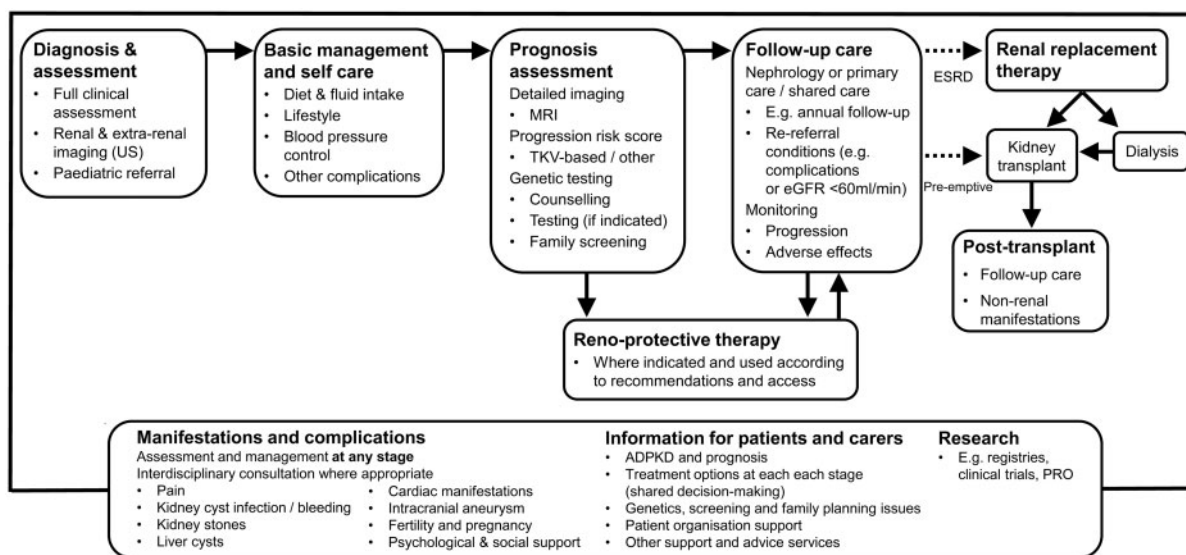 Diagnosis &
assessment
• Full clinical
assessment
• Renal & extra-renal
imaging (US)
• Paediatric referral
Basic management
and self care
• Diet & fluid intake
• Lifestyle
• Blood pressure
control
• Other complications
Prognosis
assessment
Detailed imaging
• MRI
Progression risk score
• TKV-based / other
Genetic testing
• Counselling
• Testing (if indicated)
• Family screening
Follow-up care
Nephrology or primary
care / shared care
• E.g. annual follow-up
• Re-referral
conditions (e.g.
complications
or eGFR <60ml/min)
Monitoring
• Progression
• Adverse effects
ESRD
Pre-emptive
Renal replacement
therapy
Kidney
transplant
Dialysis
Post-transplant
• Follow-up care
• Non-renal
manifestations
Reno-protective therapy
• Where indicated and used according
to recommendations and access
Manifestations and complications
Assessment and management at any stage
Interdisciplinary consultation where appropriate
• Pain
• Kidney cyst infection / bleeding
• Kidney stones
• Liver cysts
• Cardiac manifestations
• Intracranial aneurysm
• Fertility and pregnancy
• Psychological & social support
Information for patients and carers
• ADPKD and prognosis
• Treatment options at each each stage
(shared decision-making)
• Genetics, screening and family planning issues
• Patient organisation support
• Other support and advice services
Research
• E.g. registries,
clinical trials, PRO